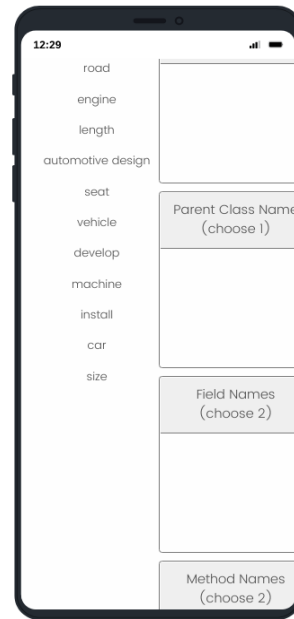 12:29
road
engine
length
automotive design
seat
vehicle
develop
machine
install
car
size
Parent Class Name
(choose 1)
Field Names
(choose 2)
Method Names
(choose 2)